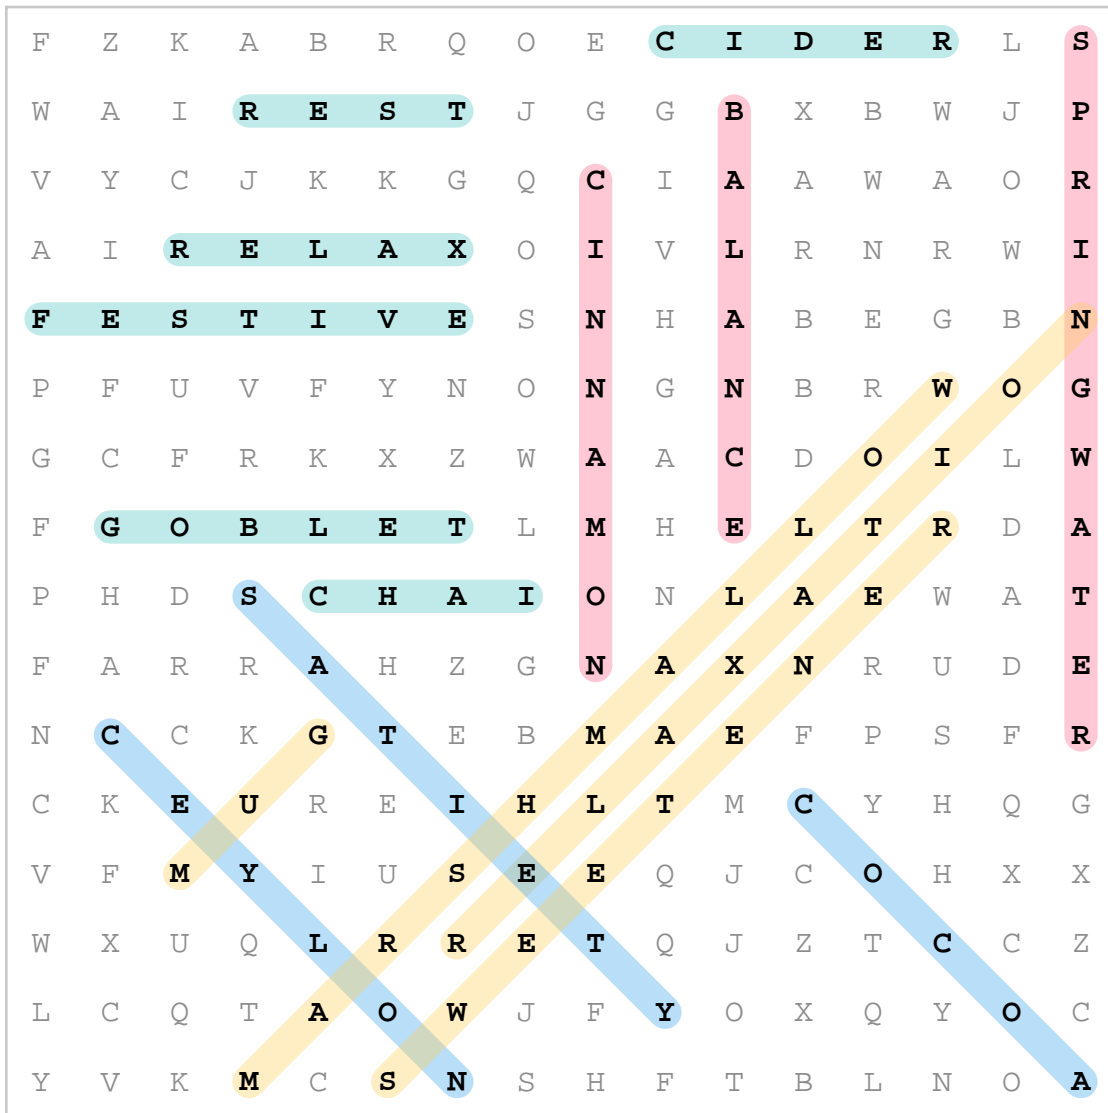 F Z K A B R Q O E C I D E R L S
W A I R E S T J G G B X B W J P
V Y C J K K G Q C I A A W A O R
A I R E L A X O I V L R N R W I
F E S T I V E S N H A B E G B N
P F U V F Y N O N G N B R W O G
G C F R K X Z W A A C D O I L W
F G O B L E T L M H E L T R D A
P H D S C H A I O N L A E W A T
F A R R A H Z G N A X N R U D E
N C C K G T E B M A E F P S F R
C K E U R E I H L T M C Y H Q G
V F M Y I U S E E Q J C O H X X
W X U Q L R R E T Q J Z T C C Z
L C Q T A O W J F Y O X Q Y O C
Y V K M C S N S H F T B L N O A